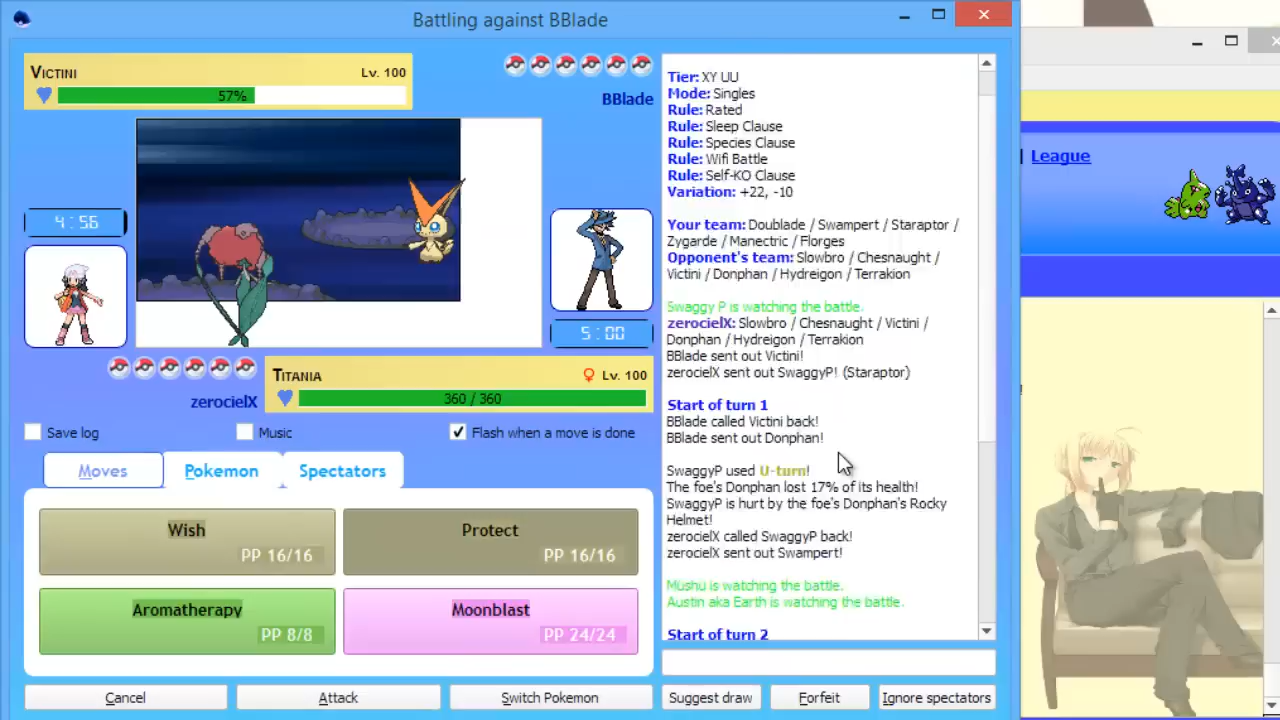 Battling against BBlade
VICTINI Lv. 100
57%
BBlade
4:56
5:00
TITANIA ♀ Lv. 100
360 / 360
zerocielX
Save log Music Flash when a move is done
Moves Pokemon Spectators
Wish
PP 16/16
Protect
PP 16/16
Aromatherapy
PP 8/8
Moonblast
PP 24/24
Cancel Attack Switch Pokemon
Tier: XY UU
Mode: Singles
Rule: Rated
Rule: Sleep Clause
Rule: Species Clause
Rule: Wifi Battle
Rule: Self-KO Clause
Variation: +22, -10
Your team: Doublade / Swampert / Staraptor /
Zygarde / Manectric / Florges
Opponent's team: Slowbro / Chesnaught /
Victini / Donphan / Hydreigon / Terrakion
Swaggy P is watching the battle.
zerocielX: Slowbro / Chesnaught / Victini /
Donphan / Hydreigon / Terrakion
BBlade sent out Victini!
zerocielX sent out SwaggyP! (Staraptor)
Start of turn 1
BBlade called Victini back!
BBlade sent out Donphan!
SwaggyP used U-turn!
The foe's Donphan lost 17% of its health!
SwaggyP is hurt by the foe's Donphan's Rocky
Helmet!
zerocielX called SwaggyP back!
zerocielX sent out Swampert!
Mushu is watching the battle.
Austin aka Earth is watching the battle.
Start of turn 2
Suggest draw Forfeit Ignore spectators
League